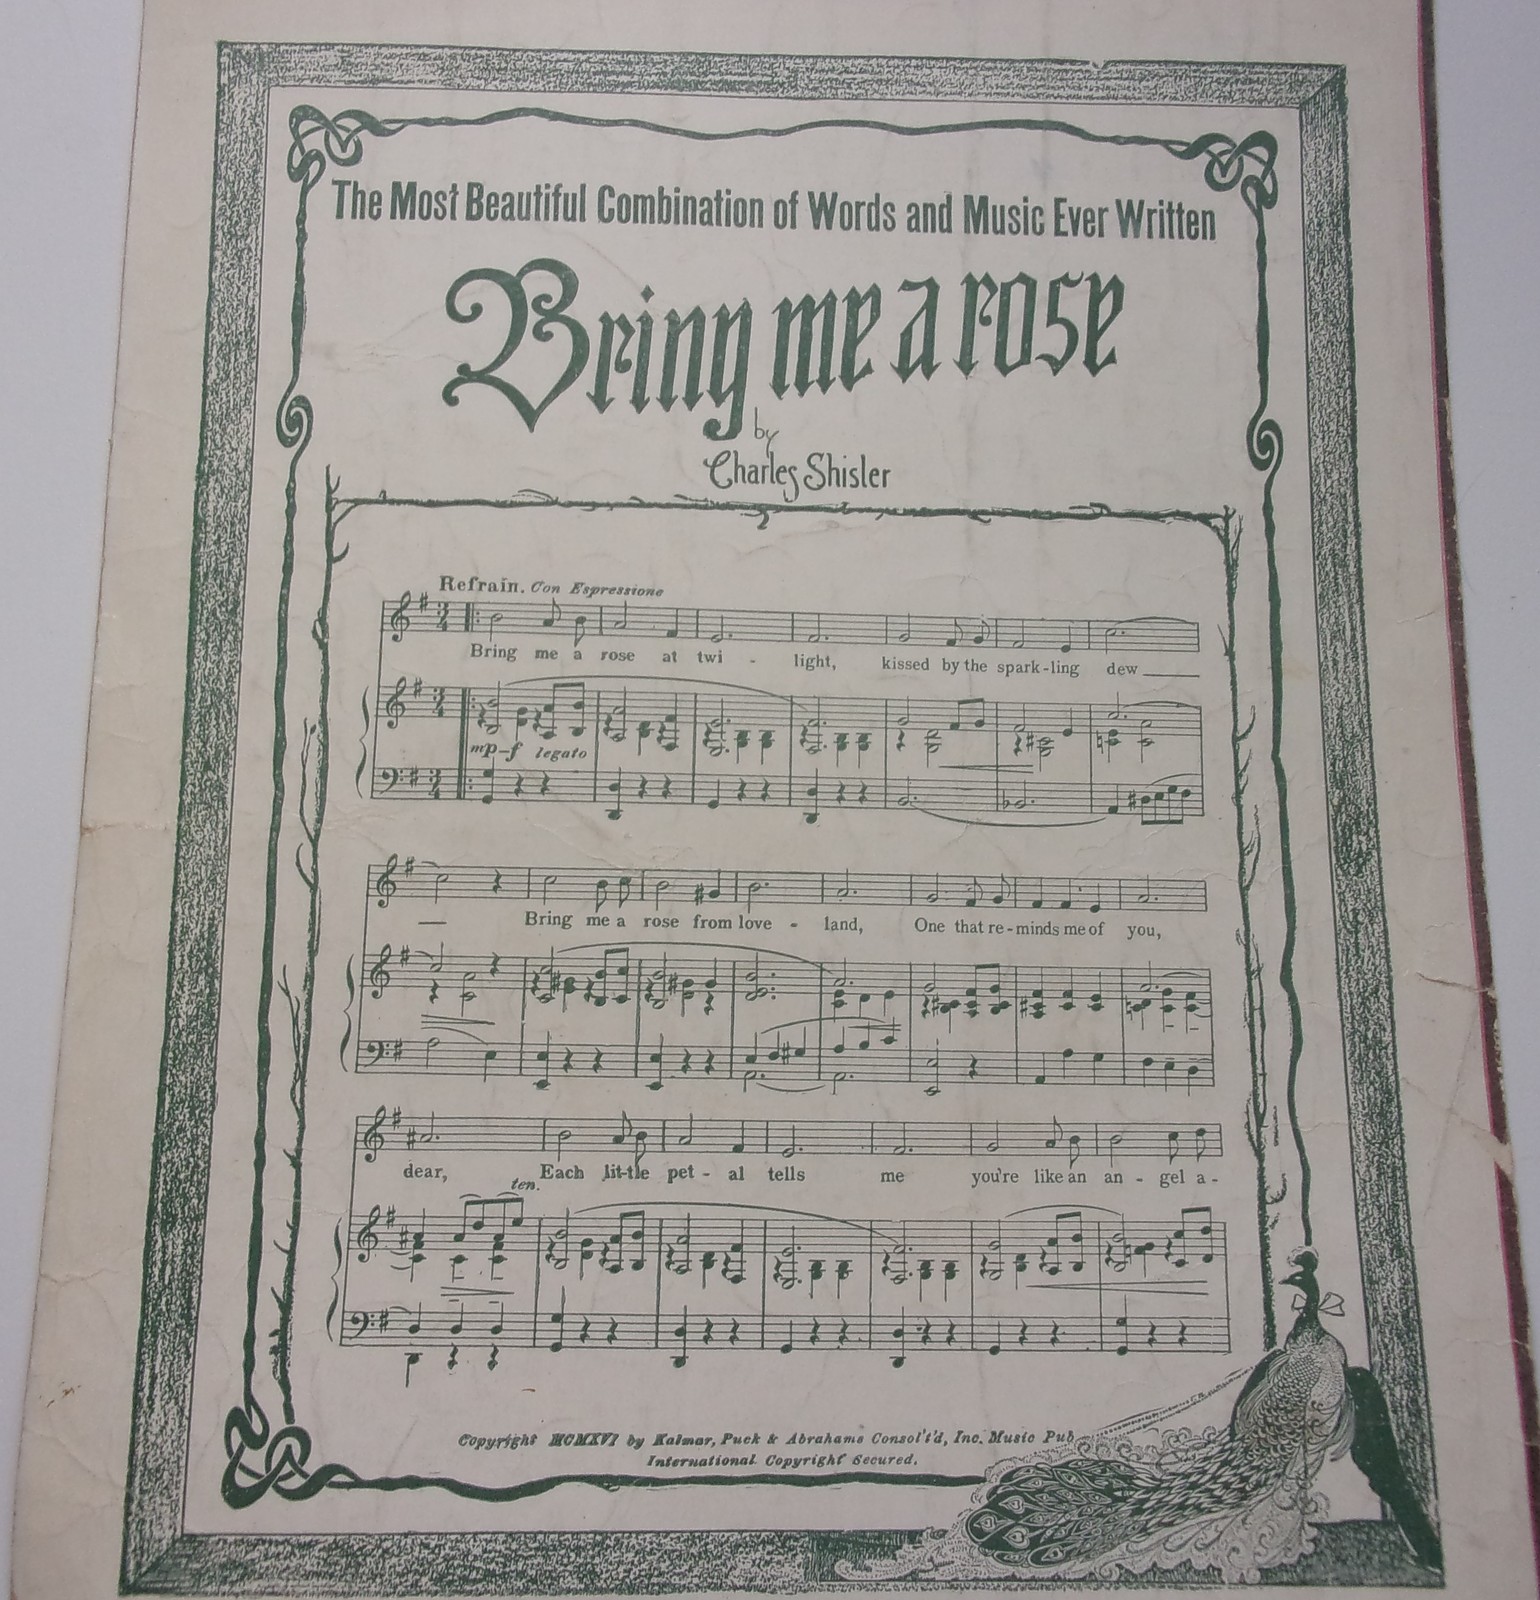 The Most Beautiful Combination of Words and Music Ever Written
Bring me a rose
by
Charles Shisler
Refrain. Con Espressione
Bring me a rose at twi - light, kissed by the spark-ling dew
mp-f legato
Bring me a rose from love - land, One that re-minds me of you,
dear, Each lit-tle pet - al tells me you're like an an - gel a-
ten.
Copyright MCMXVI by Kalmar, Puck & Abrahams Consol't'd, Inc. Music Pub
International Copyright Secured.